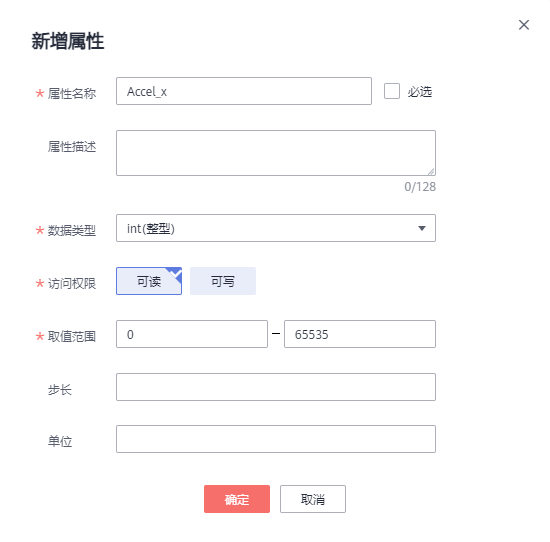 新增属性
* 属性名称 Accel_x 必选
属性描述
0/128
* 数据类型 int(整型)
* 访问权限 可读 可写
* 取值范围 0 – 65535
步长
单位
确定 取消